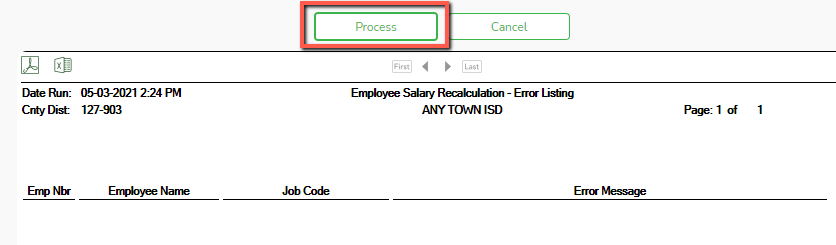 Process Cancel
First Last
Date Run: 05-03-2021 2:24 PM Employee Salary Recalculation - Error Listing
Cnty Dist: 127-903 ANY TOWN ISD Page: 1 of 1
Emp Nbr Employee Name Job Code Error Message